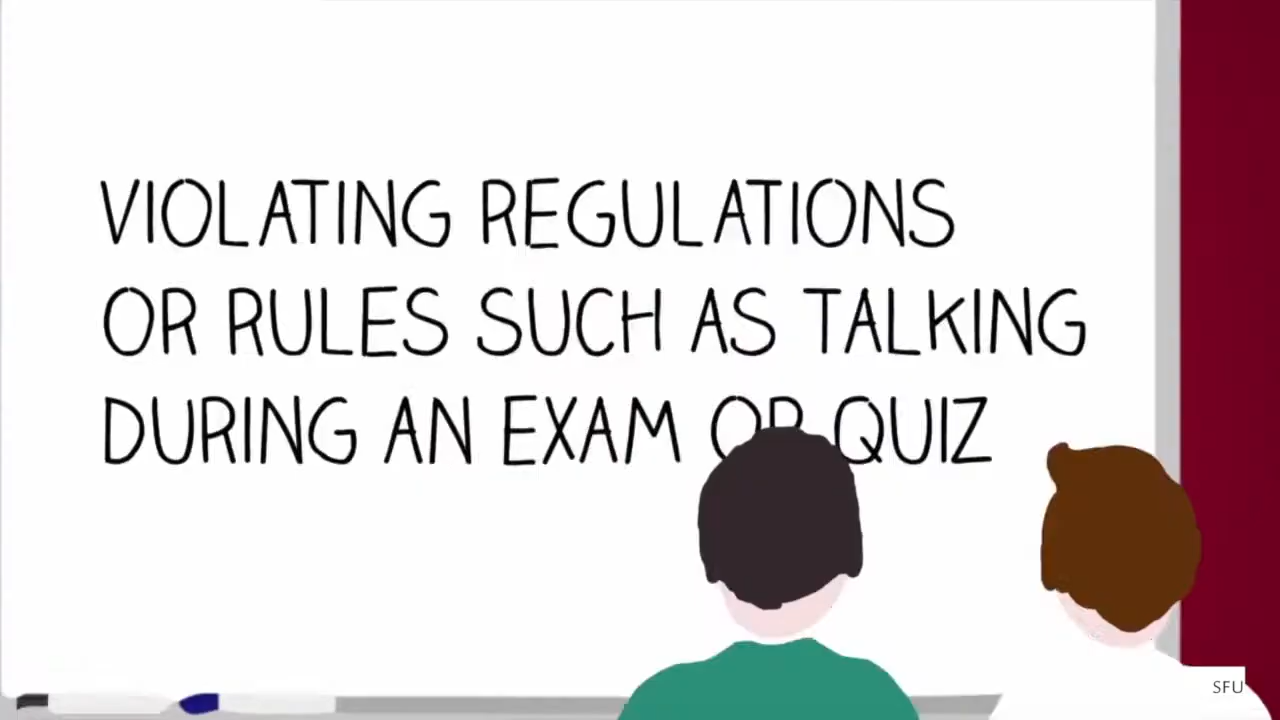 VIOLATING REGULATIONS
OR RULES SUCH AS TALKING
DURING AN EXAM OR QUIZ
SFU